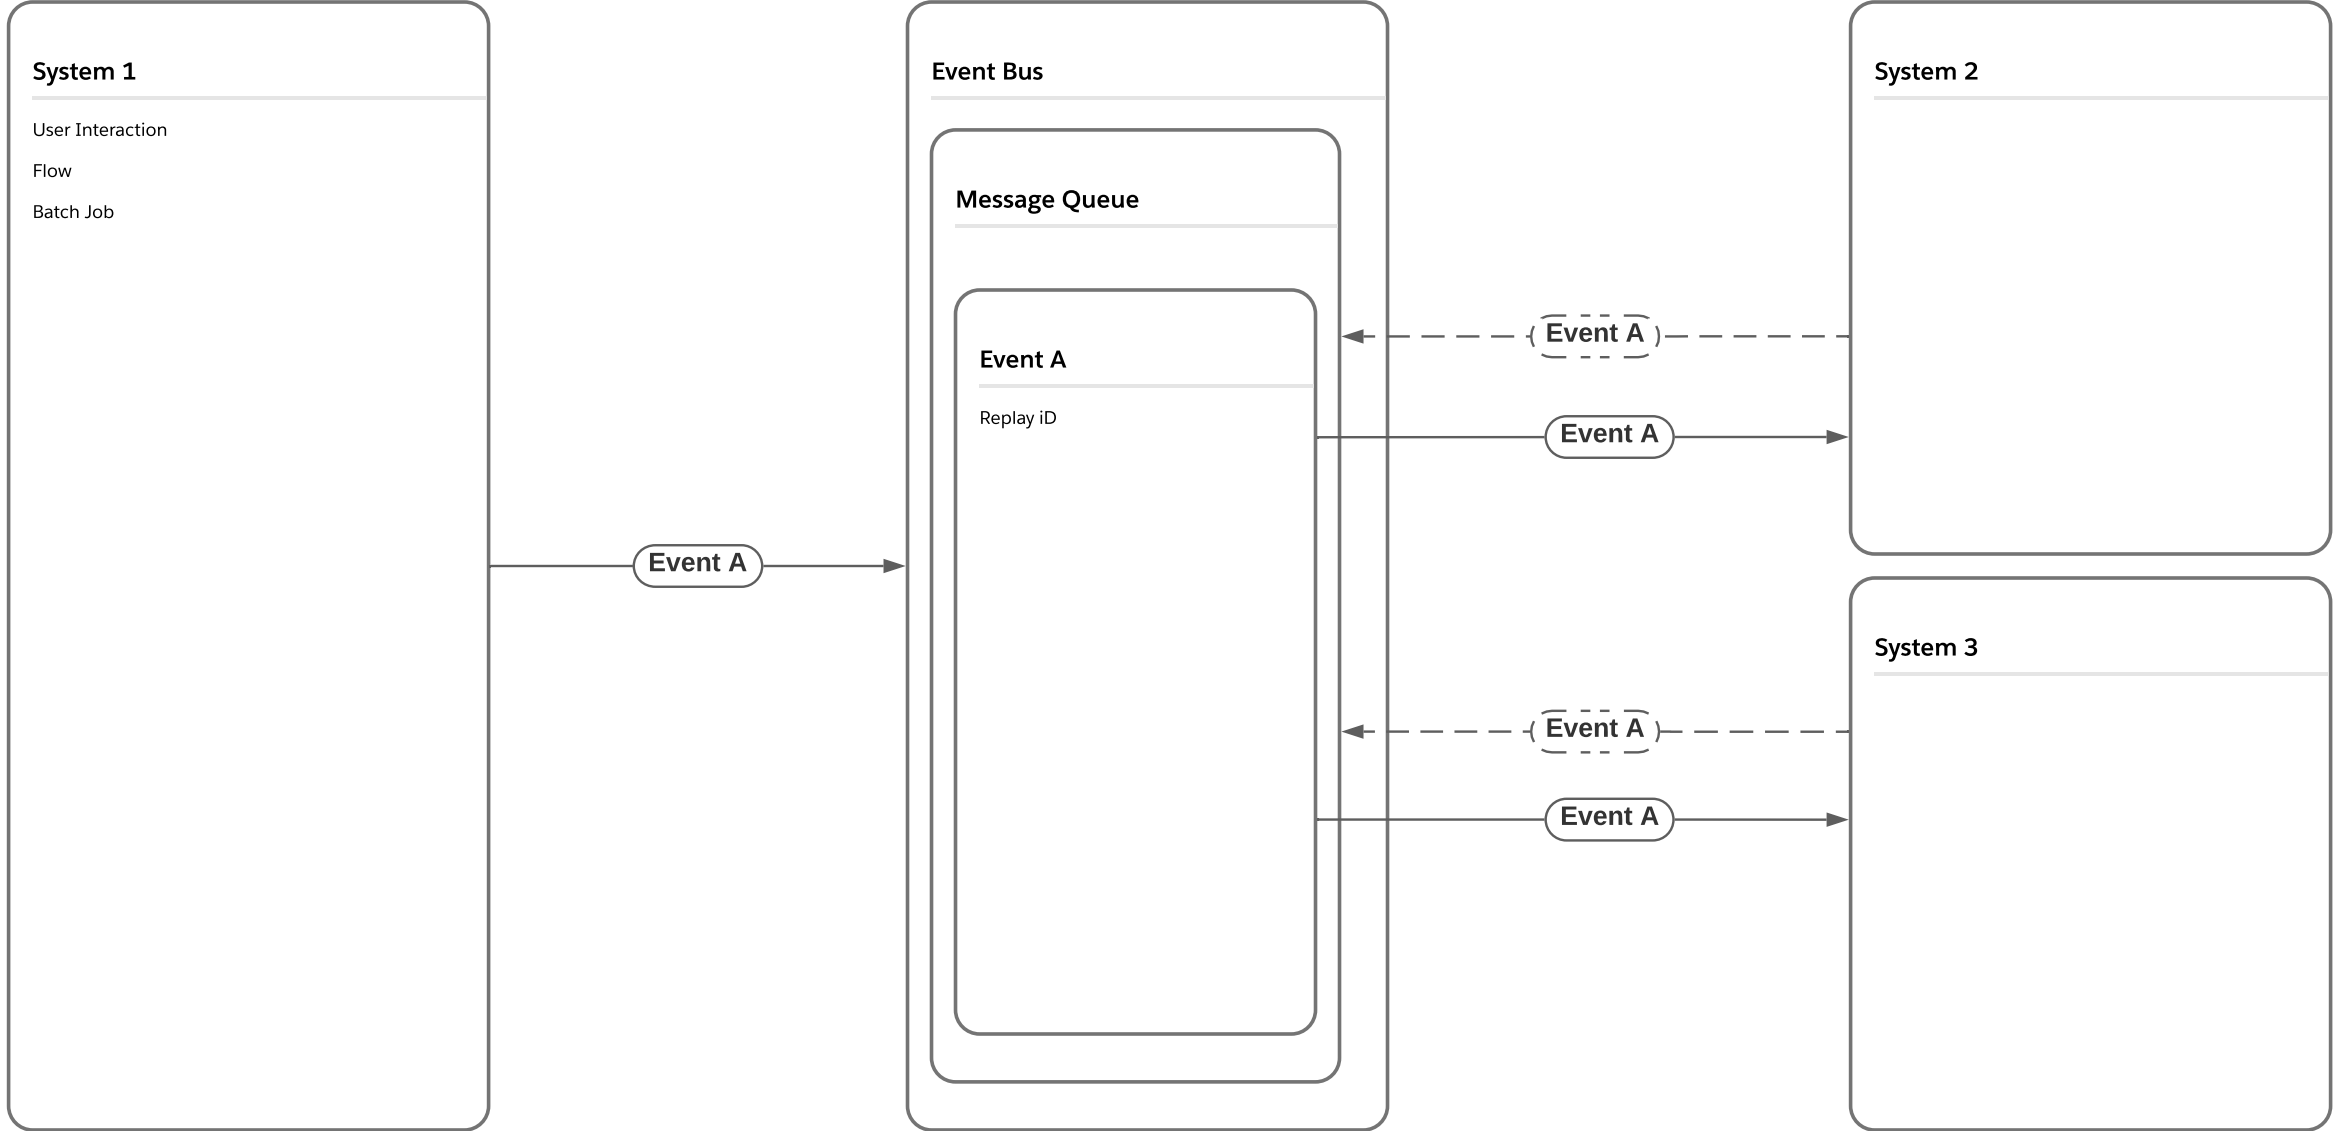 System 1
User Interaction
Flow
Batch Job
Event A
Event Bus
Message Queue
Event A
Replay iD
Event A
Event A
Event A
Event A
System 2
System 3